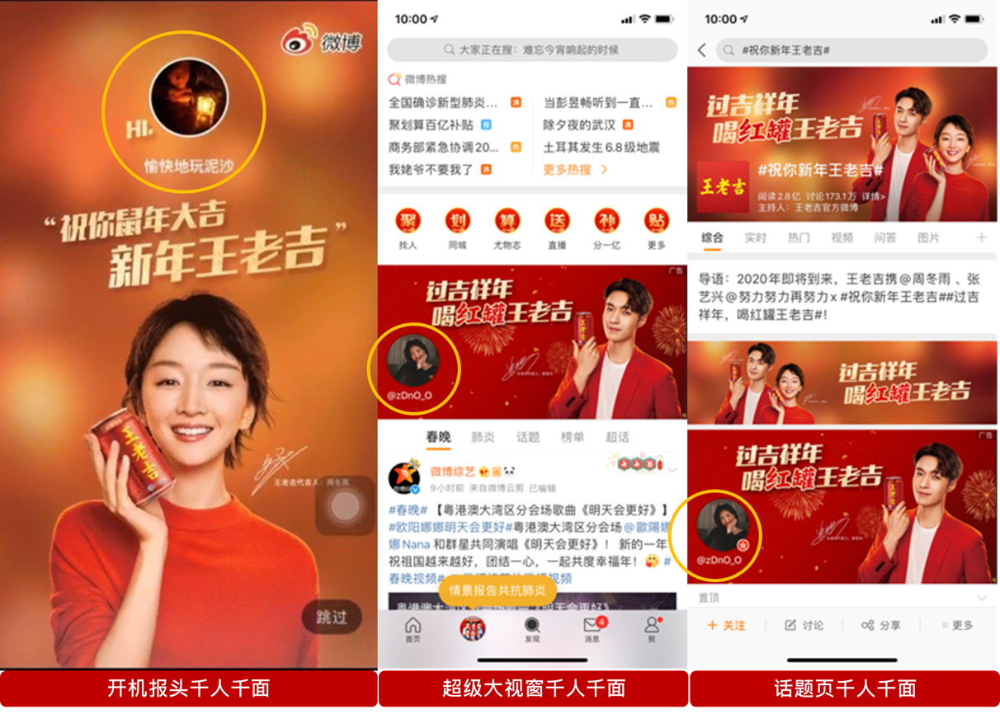 微博
HI.
愉快地玩泥沙
“祝你鼠年大吉
新年王老吉”
王老吉
王老吉代言人：周冬雨
跳过
开机报头千人千面
10:00
大家正在搜：难忘今宵响起的时候
微博热搜
全国确诊新型肺炎... 沸
当彭昱畅听到一直... 热
聚划算百亿补贴 荐
除夕夜的武汉 沸
商务部紧急协调20... 热
土耳其发生6.8级地震
我姥爷不要我了 沸
更多热搜
聚 划 算 送 补 贴
找人 同城 尤物志 直播 分一亿 更多
广告
过吉祥年
喝红罐王老吉
王老吉
@zDnO_O
春晚 肺炎 话题 榜单 超话
微博综艺
9小时前 来自微博云剪 已编辑
#春晚# 【粤港澳大湾区分会场歌曲《明天会更好》】
#欧阳娜娜明天会更好#粤港澳大湾区分会场@歐陽娜
娜Nana 和群星共同演唱《明天会更好》！ 新的一年
祝祖国越来越好，团结一心，一起共度幸福年！ #
春晚视频#
情景报告共抗肺炎
首页 发现 消息 4 我
超级大视窗千人千面
10:00
#祝你新年王老吉#
过吉祥年
喝红罐王老吉
王老吉
#祝你新年王老吉#
阅读2.8亿 讨论173.1万 详情>
主持人：王老吉官方微博
综合 实时 热门 视频 问答 图片 +
导语：2020年即将到来，王老吉携@周冬雨 、张
艺兴@努力努力再努力x #祝你新年王老吉##过吉
祥年，喝红罐王老吉#！
过吉祥年
喝红罐王老吉
广告
过吉祥年
喝红罐王老吉
@zDnO_O
置顶
+ 关注 讨论 分享 更多
话题页千人千面